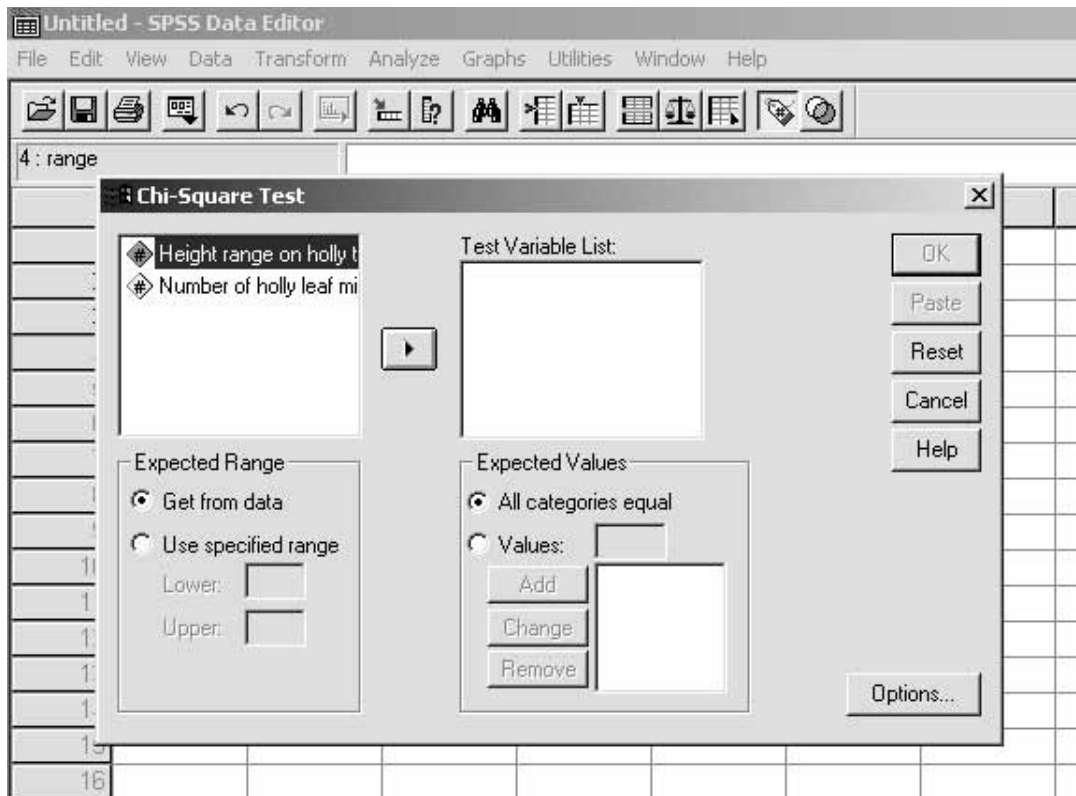 Untitled - SPSS Data Editor
File Edit View Data Transform Analyze Graphs Utilities Window Help
4 : range
Chi-Square Test
Height range on holly t
Number of holly leaf mi
Test Variable List:
OK
Paste
Reset
Cancel
Help
Expected Range
Get from data
Use specified range
Lower:
Upper:
Expected Values
All categories equal
Values:
Add
Change
Remove
Options...
16